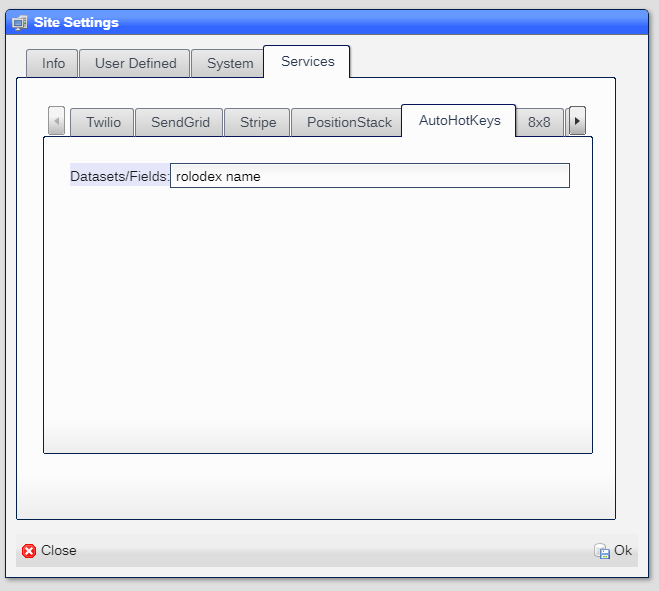 Site Settings
Info User Defined System Services
Twilio SendGrid Stripe PositionStack AutoHotKeys 8x8
Datasets/Fields: rolodex name
Close Ok